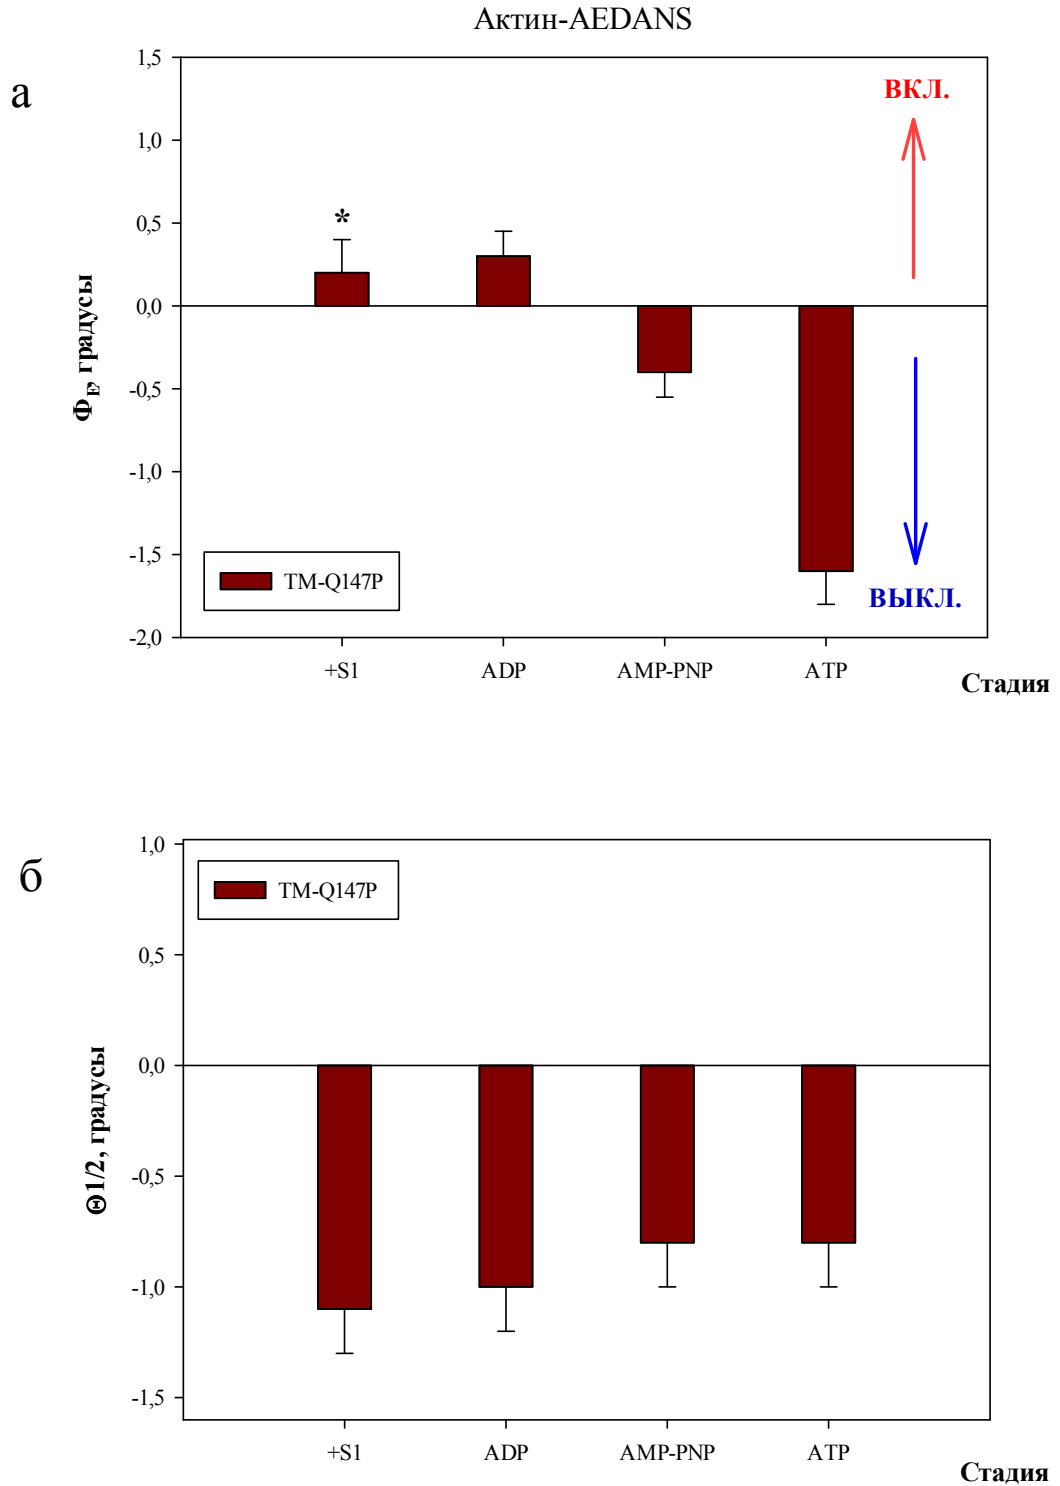 Актин-AEDANS
а
1,5
ВКЛ.
1,0
0,5
*
0,0
Φ_E, градусы
-0,5
-1,0
-1,5
TM-Q147P
ВЫКЛ.
-2,0
+S1 ADP AMP-PNP ATP
Стадия
б
1,0
TM-Q147P
0,5
0,0
Θ1/2, градусы
-0,5
-1,0
-1,5
+S1 ADP AMP-PNP ATP
Стадия